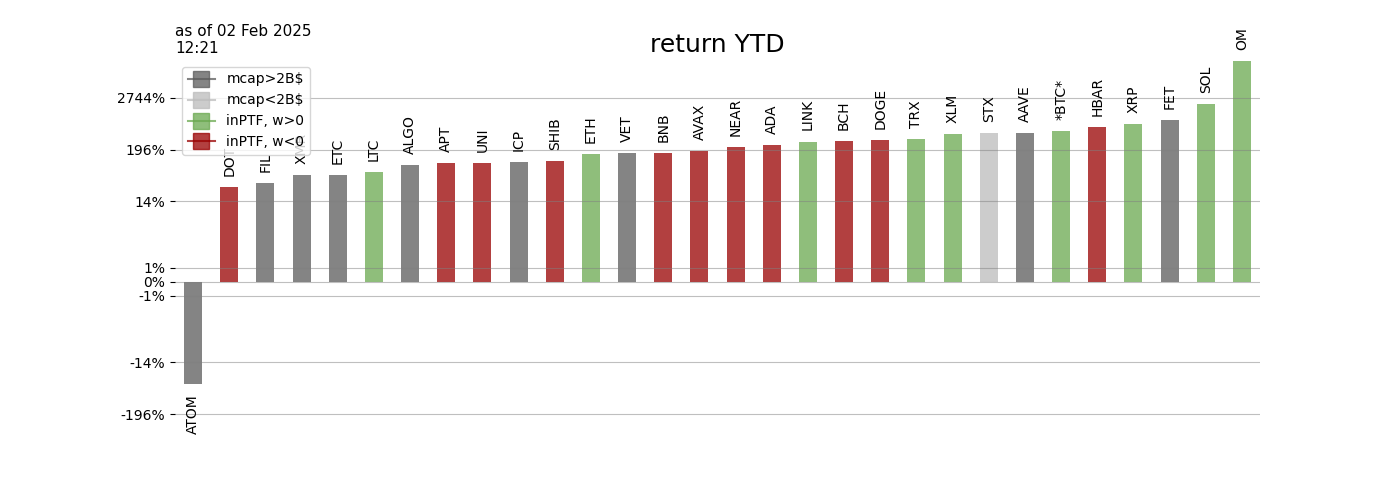 as of 02 Feb 2025
12:21
return YTD
mcap>2B$
mcap<2B$
inPTF, w>0
inPTF, w<0
2744%
196%
14%
1%
0%
-1%
-14%
-196%
ATOM
DOT
FIL
ETC
LTC
ALGO
APT
UNI
ICP
SHIB
ETH
VET
BNB
AVAX
NEAR
ADA
LINK
BCH
DOGE
TRX
XLM
STX
AAVE
*BTC*
HBAR
XRP
FET
SOL
OM